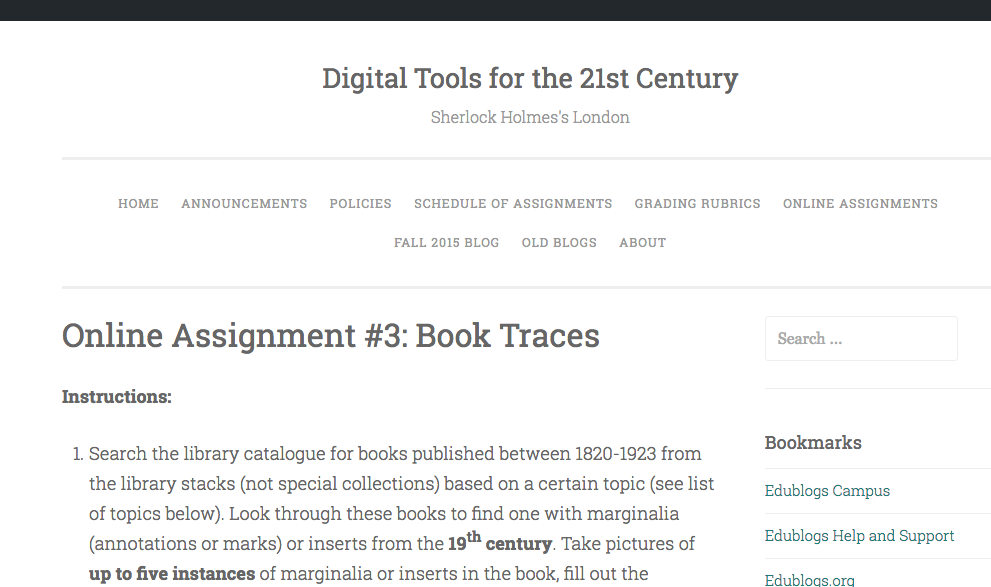 Digital Tools for the 21st Century
Sherlock Holmes's London
HOME ANNOUNCEMENTS POLICIES SCHEDULE OF ASSIGNMENTS GRADING RUBRICS ONLINE ASSIGNMENTS
FALL 2015 BLOG OLD BLOGS ABOUT
Online Assignment #3: Book Traces
Instructions:
1. Search the library catalogue for books published between 1820-1923 from
the library stacks (not special collections) based on a certain topic (see list
of topics below). Look through these books to find one with marginalia
(annotations or marks) or inserts from the 19th century. Take pictures of
up to five instances of marginalia or inserts in the book, fill out the
Search ...
Bookmarks
Edublogs Campus
Edublogs Help and Support
Edublogs.org